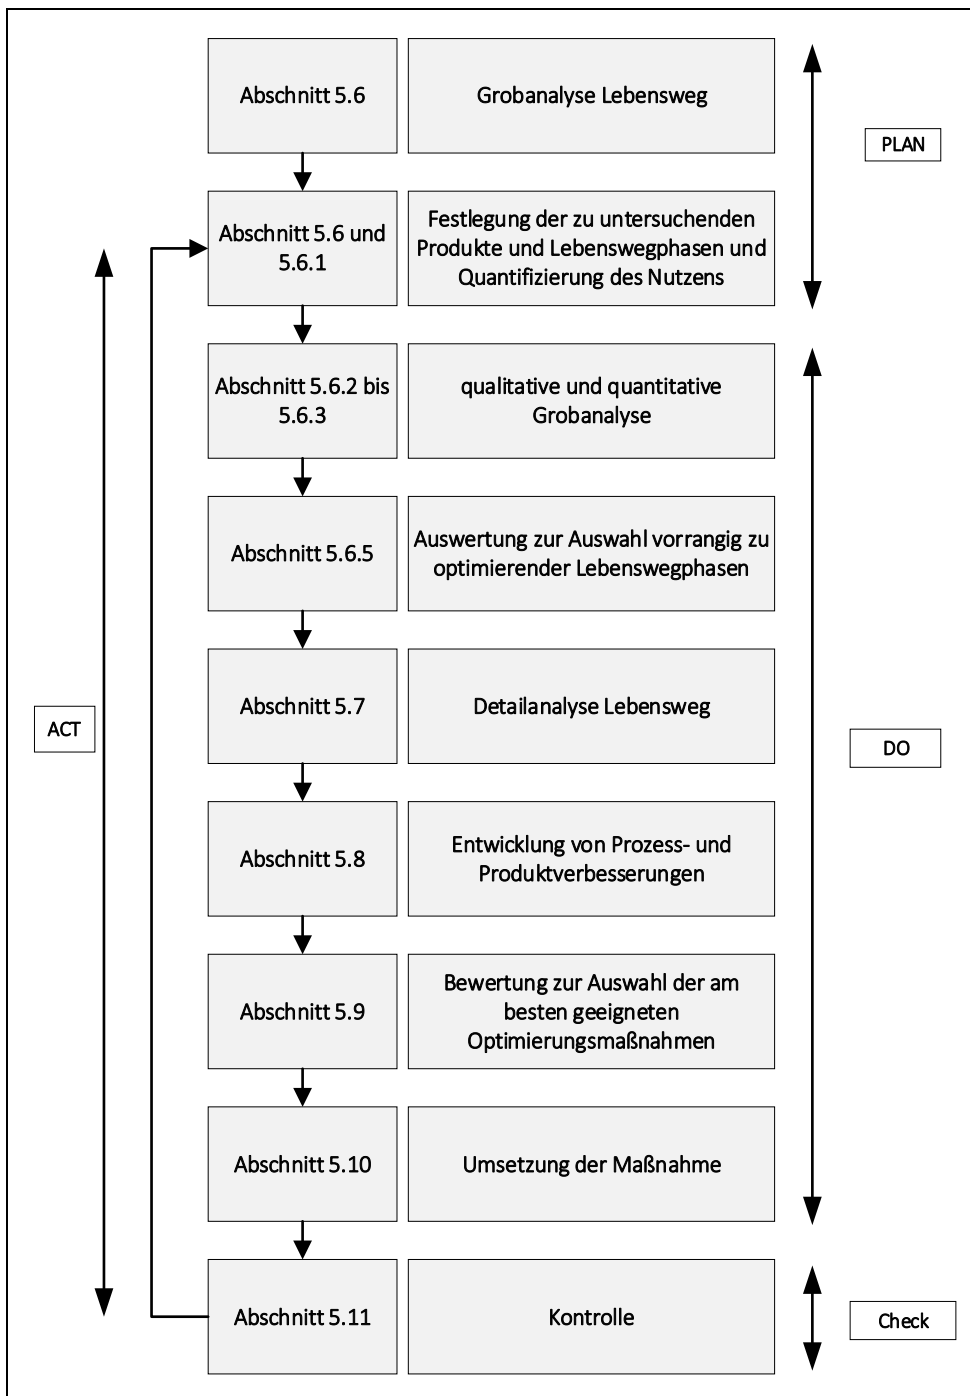 Abschnitt 5.6
Grobanalyse Lebensweg
PLAN
Abschnitt 5.6 und
5.6.1
Festlegung der zu untersuchenden
Produkte und Lebenswegphasen und
Quantifizierung des Nutzens
Abschnitt 5.6.2 bis
5.6.3
qualitative und quantitative
Grobanalyse
Abschnitt 5.6.5
Auswertung zur Auswahl vorrangig zu
optimierender Lebenswegphasen
Abschnitt 5.7
Detailanalyse Lebensweg
ACT
DO
Abschnitt 5.8
Entwicklung von Prozess- und
Produktverbesserungen
Abschnitt 5.9
Bewertung zur Auswahl der am
besten geeigneten
Optimierungsmaßnahmen
Abschnitt 5.10
Umsetzung der Maßnahme
Abschnitt 5.11
Kontrolle
Check